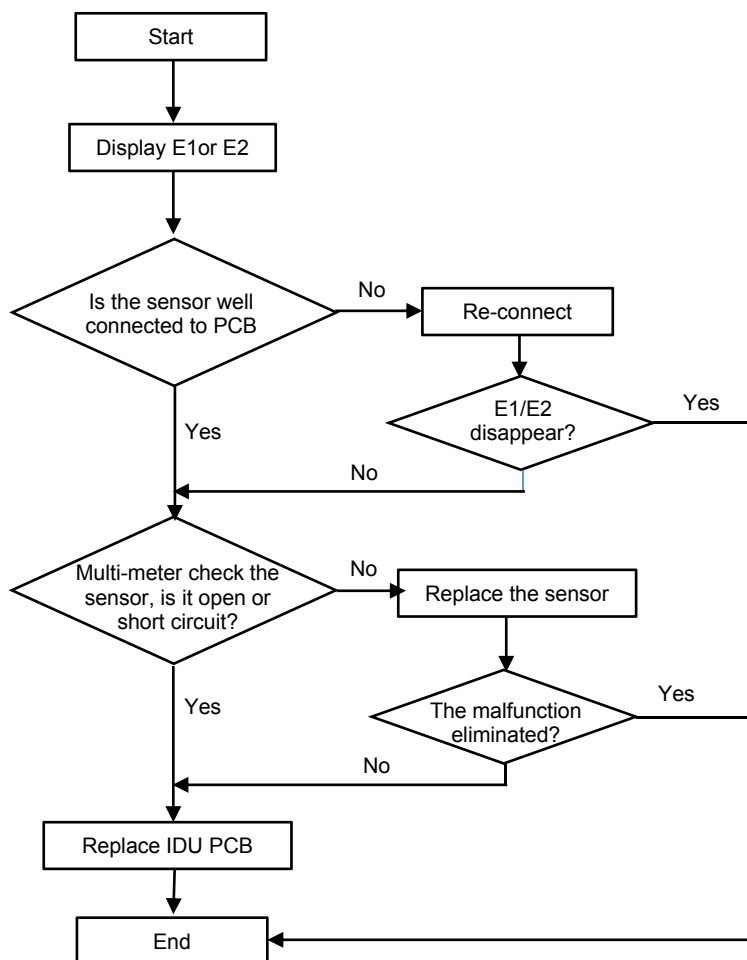 Start
Display E1or E2
Is the sensor well
connected to PCB
No
Re-connect
E1/E2
disappear?
Yes
Yes
No
Multi-meter check the
sensor, is it open or
short circuit?
No
Replace the sensor
Yes
The malfunction
eliminated?
Yes
No
Replace IDU PCB
End